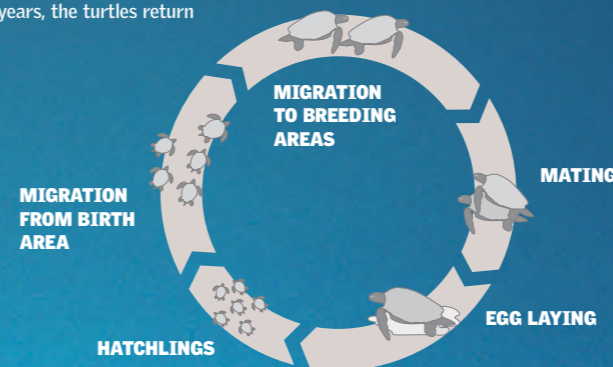 years, the turtles return
MIGRATION
TO BREEDING
AREAS
MATING
EGG LAYING
HATCHLINGS
MIGRATION
FROM BIRTH
AREA